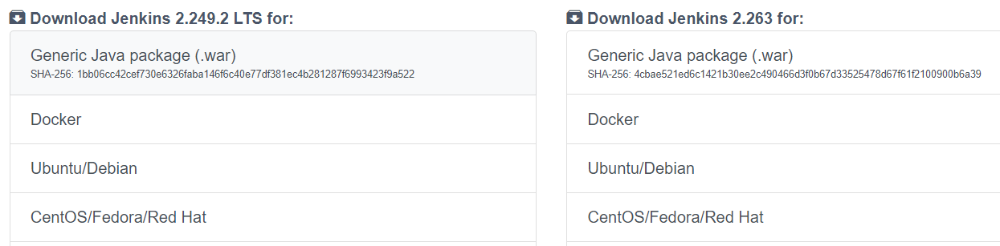 Download Jenkins 2.249.2 LTS for:
Generic Java package (.war)
SHA-256: 1bb06cc42cef730e6326faba146f6c40e77df381ec4b281287f6993423f9a522
Docker
Ubuntu/Debian
CentOS/Fedora/Red Hat
Download Jenkins 2.263 for:
Generic Java package (.war)
SHA-256: 4cbae521ed6c1421b30ee2c490466d3f0b67d33525478d67f61f2100900b6a39
Docker
Ubuntu/Debian
CentOS/Fedora/Red Hat